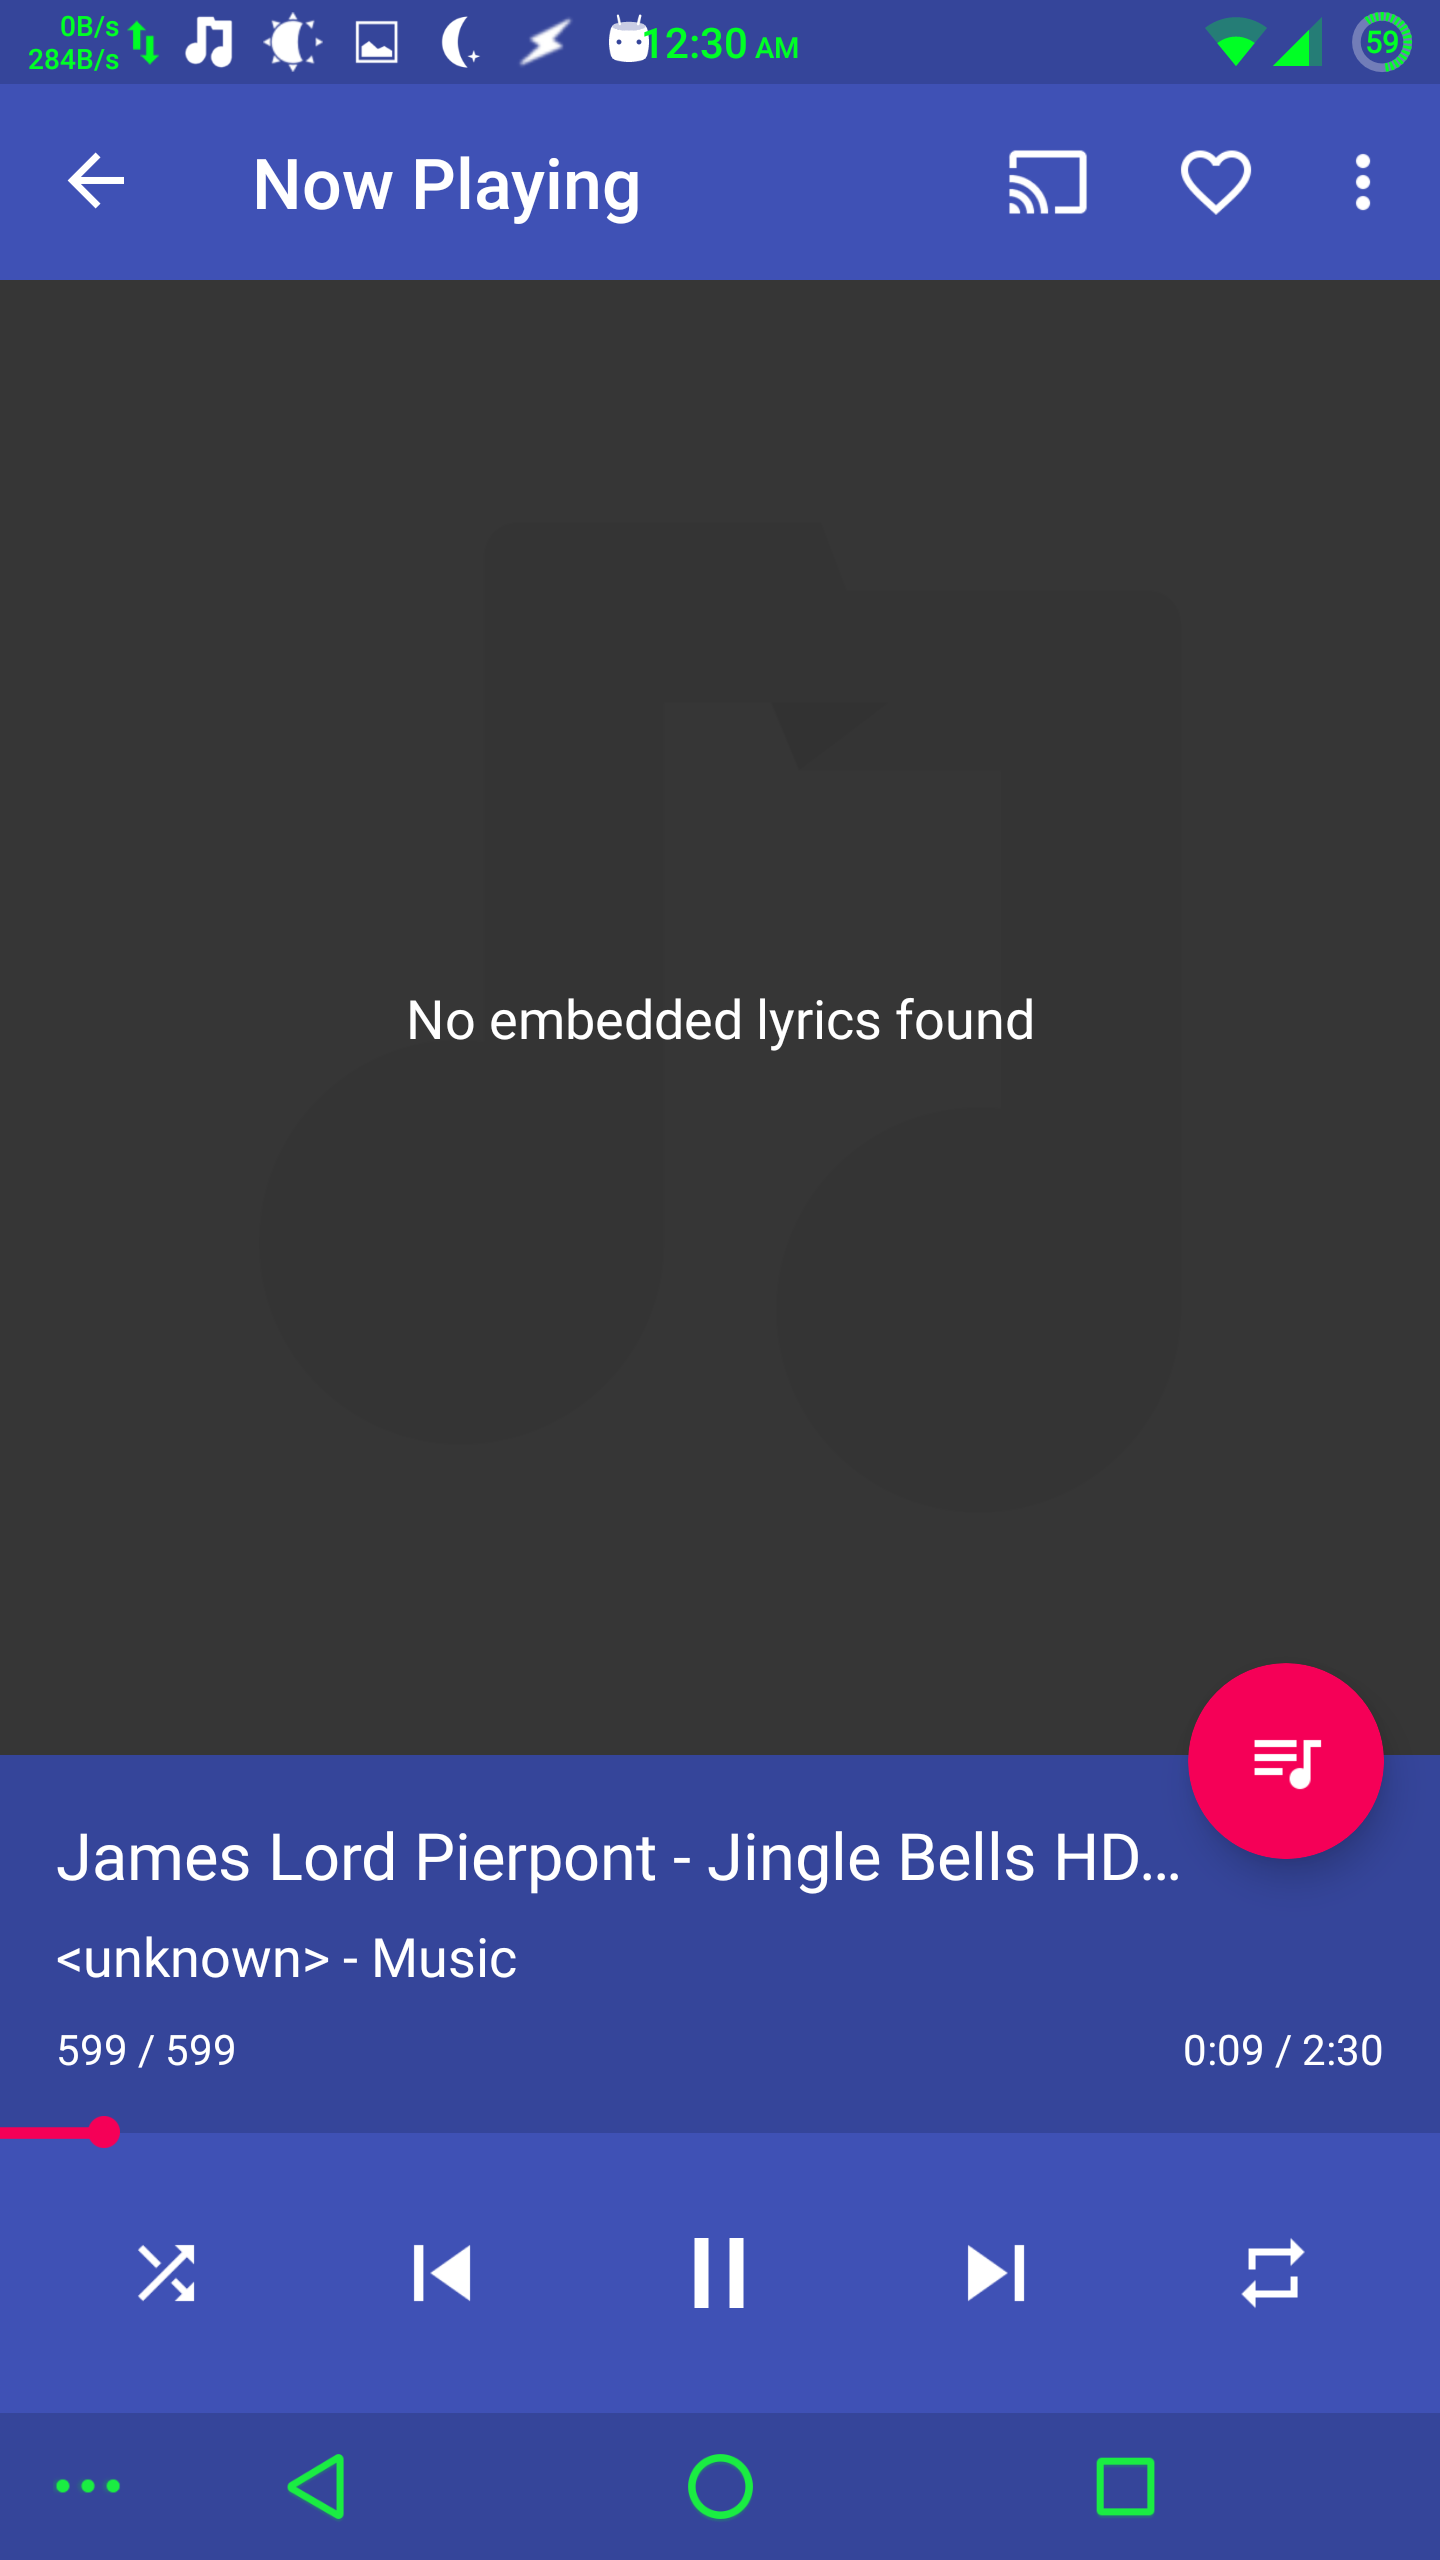 0B/s
284B/s
12:30 AM
59
Now Playing
No embedded lyrics found
James Lord Pierpont - Jingle Bells HD...
<unknown> - Music
599 / 599
0:09 / 2:30